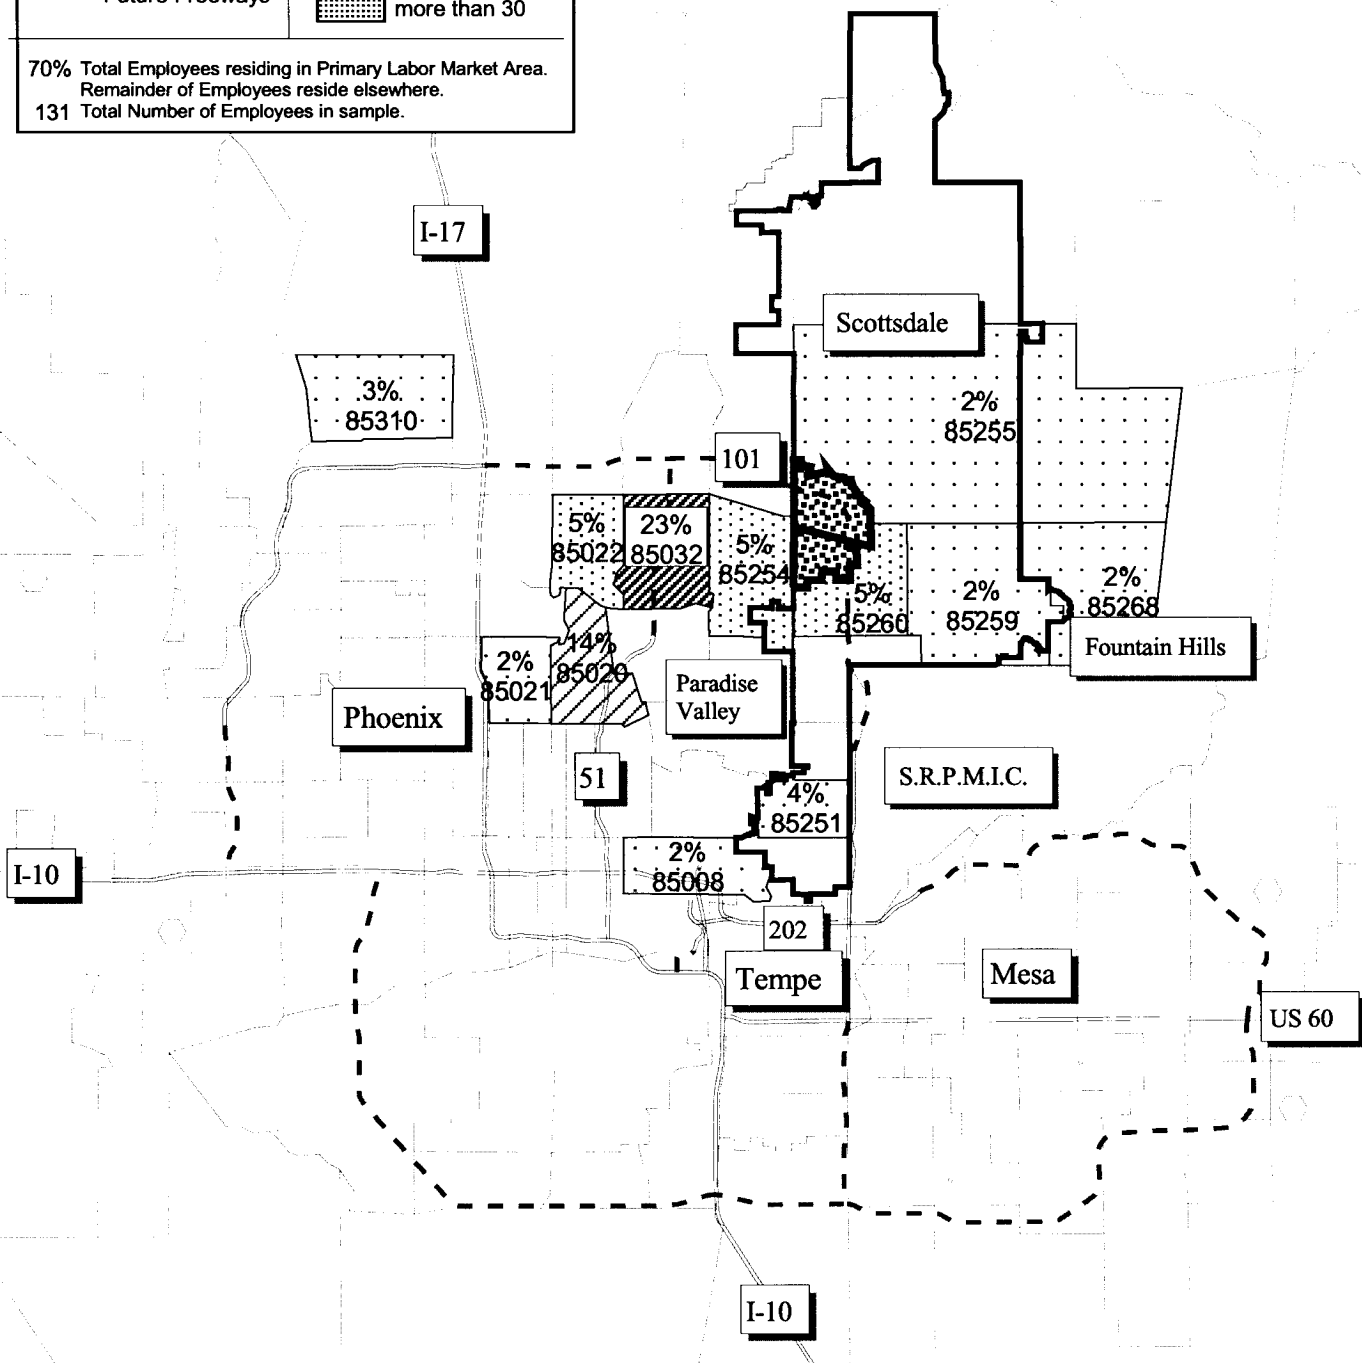 Future Freeways
more than 30
70% Total Employees residing in Primary Labor Market Area.
Remainder of Employees reside elsewhere.
131 Total Number of Employees in sample.
I-17
Scottsdale
3%
85310
2%
85255
101
5%
85022
23%
85032
5%
85254
5%
85260
2%
85259
2%
85268
Fountain Hills
14%
85020
2%
85021
Paradise
Valley
Phoenix
51
S.R.P.M.I.C.
4%
85251
2%
85008
I-10
202
Tempe
Mesa
US 60
I-10